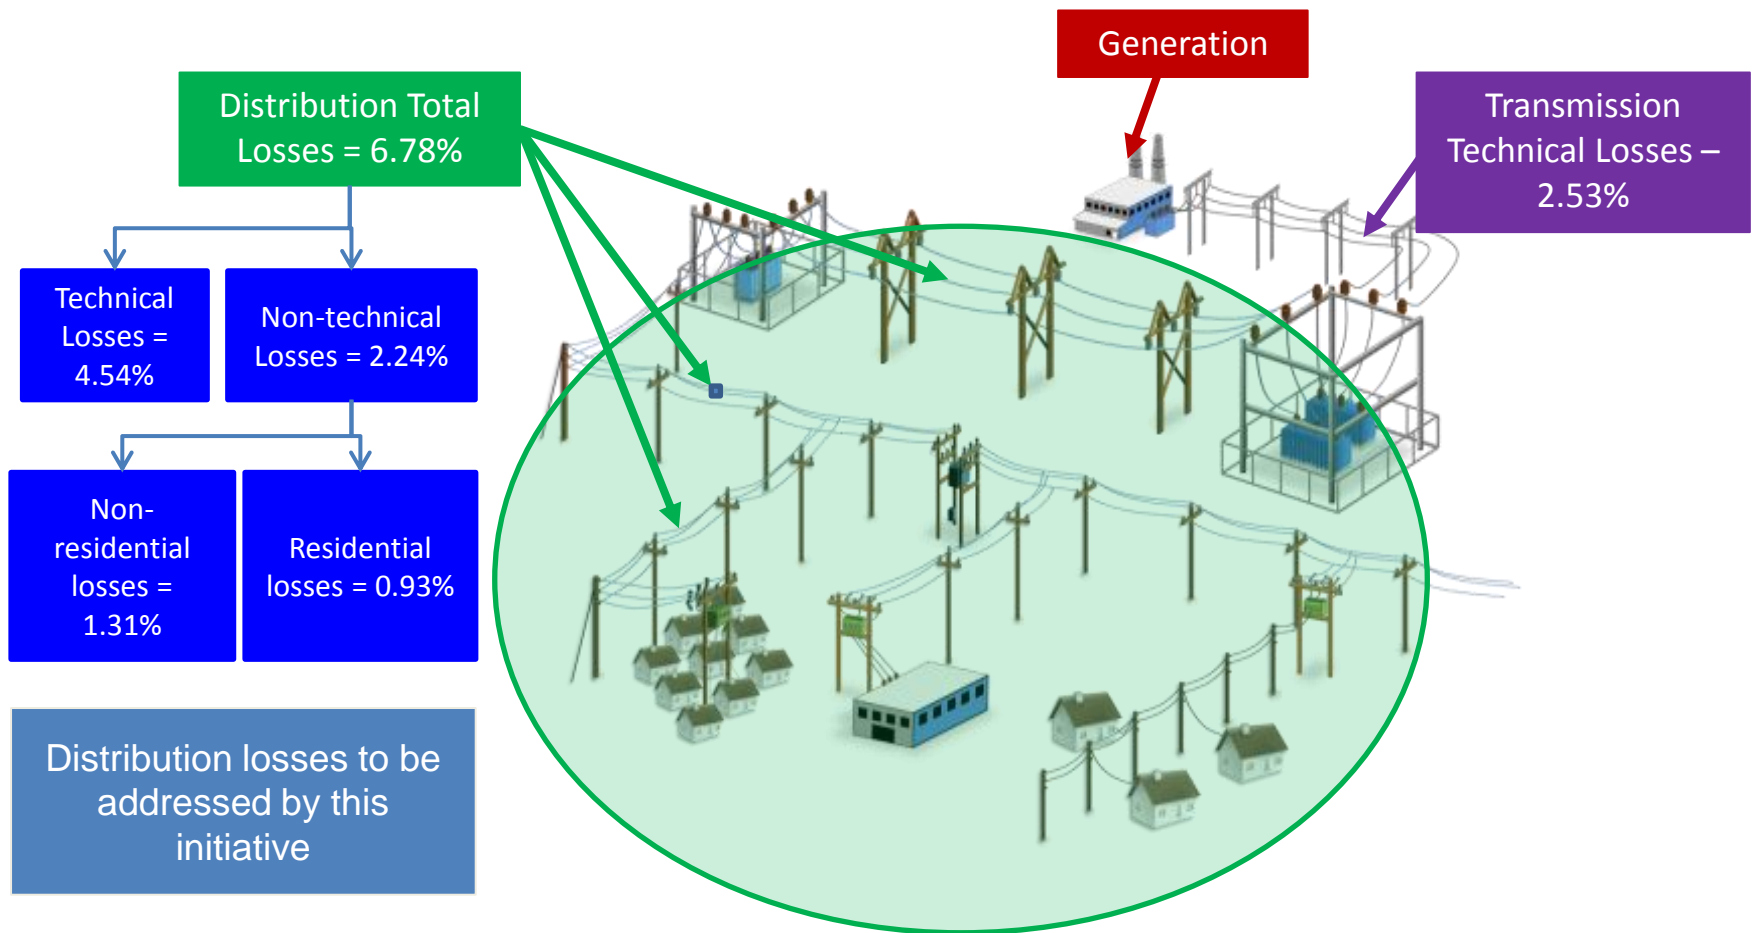 Generation
Distribution Total
Losses = 6.78%
Transmission
Technical Losses –
2.53%
Technical
Losses =
4.54%
Non-technical
Losses = 2.24%
Non-
residential
losses =
1.31%
Residential
losses = 0.93%
Distribution losses to be
addressed by this
initiative